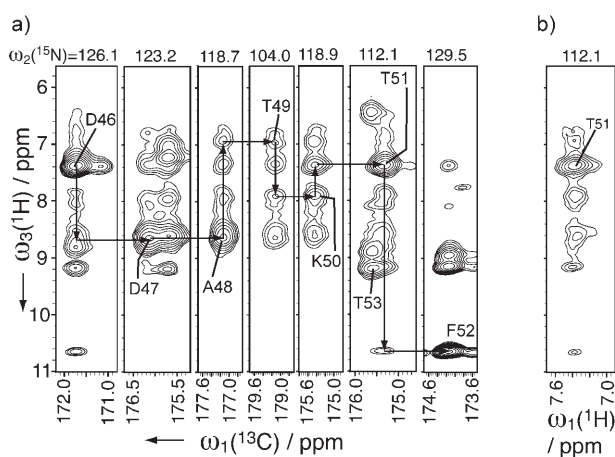 a)
b)
ω₂(¹⁵N)=126.1 123.2 118.7 104.0 118.9 112.1 129.5
112.1
D46
T49
T51
T51
D47
A48
K50
T53
F52
6
7
8
9
10
11
ω₃(¹H) / ppm
172.0 171.0 176.5 175.5 177.6 177.0 179.6 179.0 175.6 175.0 176.0 175.0 174.6 173.6
7.6 7.0
ω₁(¹³C) / ppm
ω₁(¹H)
/ ppm